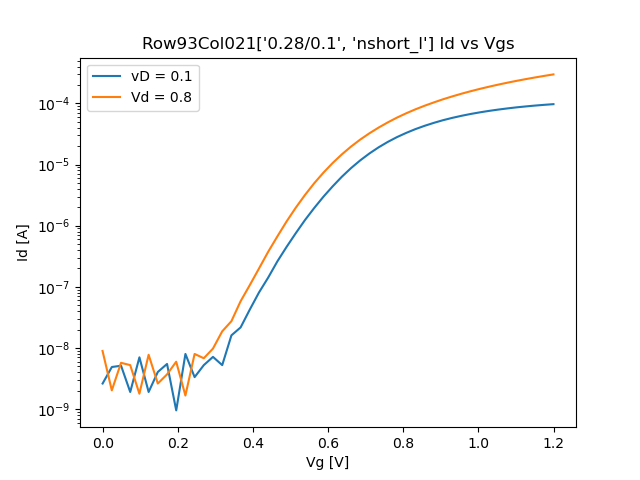 Row93Col021['0.28/0.1', 'nshort_l'] Id vs Vgs
vD = 0.1
Vd = 0.8
Id [A]
10⁻⁴
10⁻⁵
10⁻⁶
10⁻⁷
10⁻⁸
10⁻⁹
0.0 0.2 0.4 0.6 0.8 1.0 1.2
Vg [V]